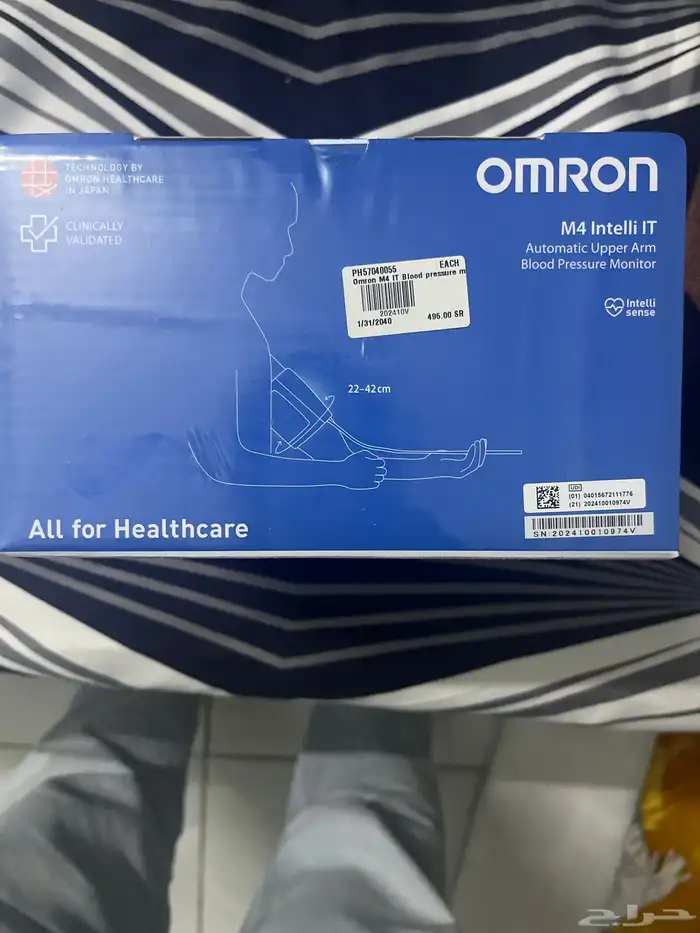 TECHNOLOGY BY
OMRON HEALTHCARE
IN JAPAN
CLINICALLY
VALIDATED
OMRON
M4 Intelli IT
Automatic Upper Arm
Blood Pressure Monitor
Intelli
sense
PH57040055 EACH
Omron M4 IT Blood pressure m
202410V
1/31/2040 495.00 SR
22–42cm
UDI
(01) 04015672111776
(21) 202410010974V
SN:202410010974V
All for Healthcare
حراج